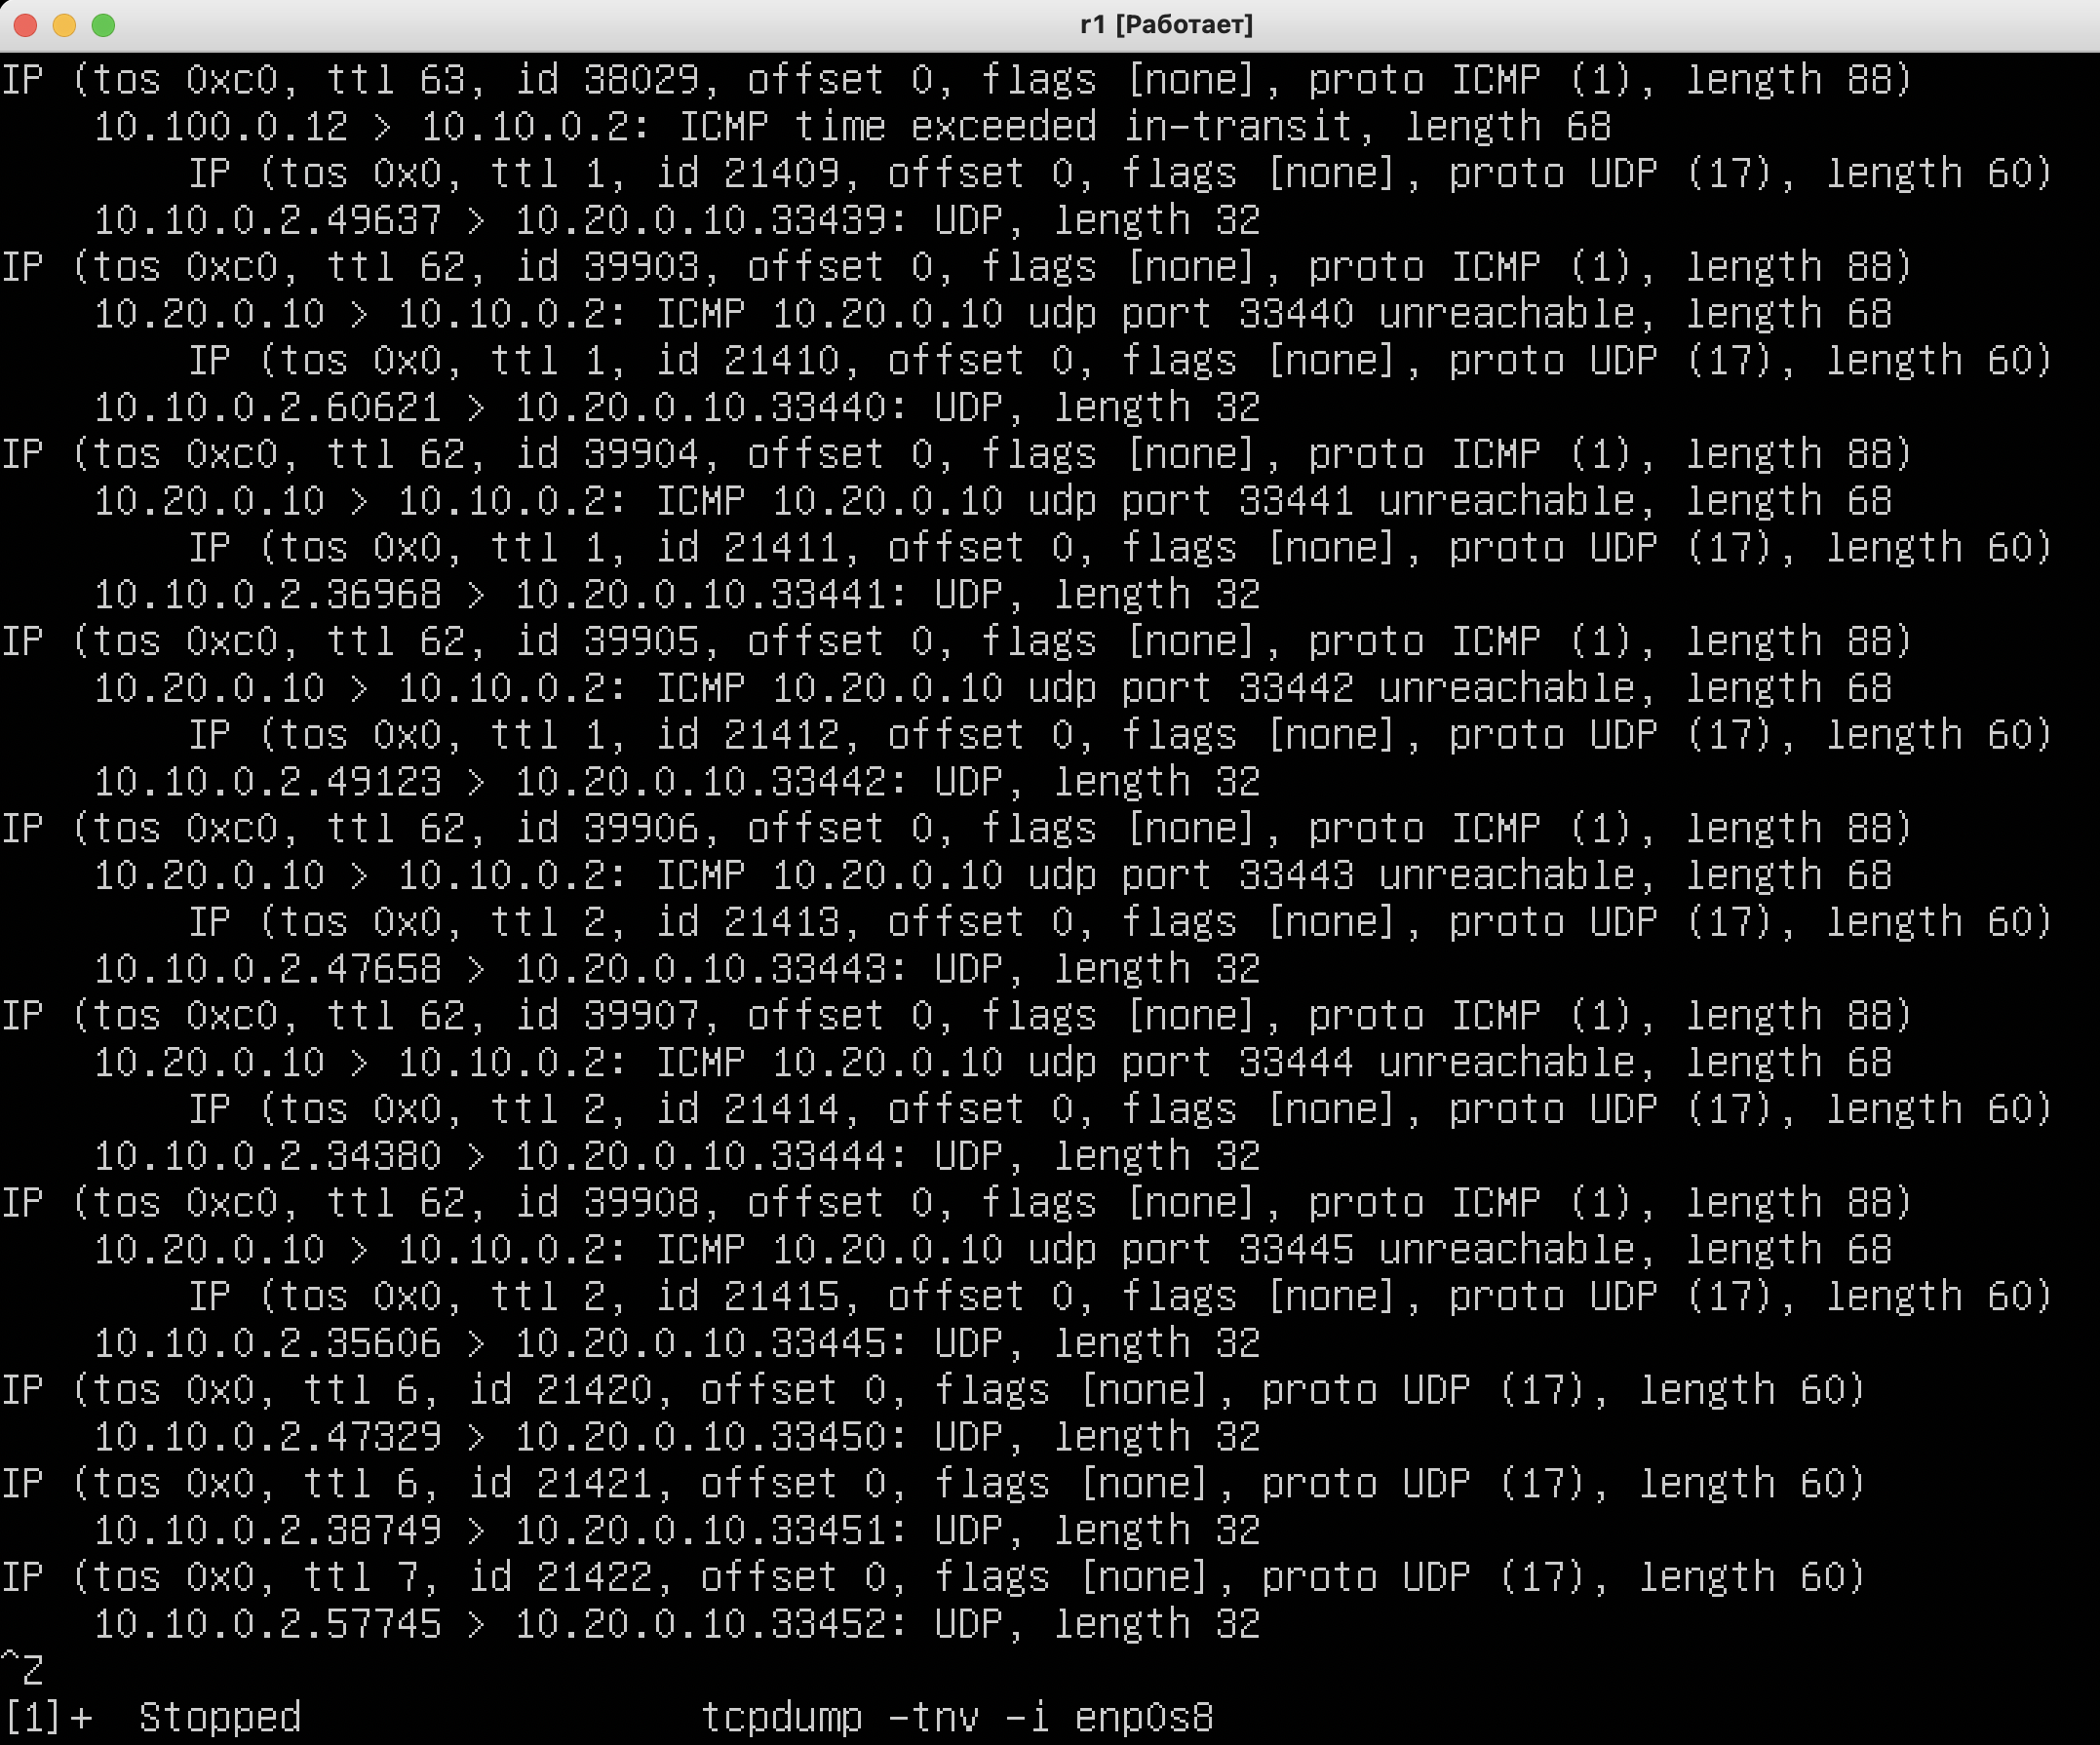 r1 [Работает]
IP (tos 0xc0, ttl 63, id 38029, offset 0, flags [none], proto ICMP (1), length 88)
    10.100.0.12 > 10.10.0.2: ICMP time exceeded in-transit, length 68
        IP (tos 0x0, ttl 1, id 21409, offset 0, flags [none], proto UDP (17), length 60)
    10.10.0.2.49637 > 10.20.0.10.33439: UDP, length 32
IP (tos 0xc0, ttl 62, id 39903, offset 0, flags [none], proto ICMP (1), length 88)
    10.20.0.10 > 10.10.0.2: ICMP 10.20.0.10 udp port 33440 unreachable, length 68
        IP (tos 0x0, ttl 1, id 21410, offset 0, flags [none], proto UDP (17), length 60)
    10.10.0.2.60621 > 10.20.0.10.33440: UDP, length 32
IP (tos 0xc0, ttl 62, id 39904, offset 0, flags [none], proto ICMP (1), length 88)
    10.20.0.10 > 10.10.0.2: ICMP 10.20.0.10 udp port 33441 unreachable, length 68
        IP (tos 0x0, ttl 1, id 21411, offset 0, flags [none], proto UDP (17), length 60)
    10.10.0.2.36968 > 10.20.0.10.33441: UDP, length 32
IP (tos 0xc0, ttl 62, id 39905, offset 0, flags [none], proto ICMP (1), length 88)
    10.20.0.10 > 10.10.0.2: ICMP 10.20.0.10 udp port 33442 unreachable, length 68
        IP (tos 0x0, ttl 1, id 21412, offset 0, flags [none], proto UDP (17), length 60)
    10.10.0.2.49123 > 10.20.0.10.33442: UDP, length 32
IP (tos 0xc0, ttl 62, id 39906, offset 0, flags [none], proto ICMP (1), length 88)
    10.20.0.10 > 10.10.0.2: ICMP 10.20.0.10 udp port 33443 unreachable, length 68
        IP (tos 0x0, ttl 2, id 21413, offset 0, flags [none], proto UDP (17), length 60)
    10.10.0.2.47658 > 10.20.0.10.33443: UDP, length 32
IP (tos 0xc0, ttl 62, id 39907, offset 0, flags [none], proto ICMP (1), length 88)
    10.20.0.10 > 10.10.0.2: ICMP 10.20.0.10 udp port 33444 unreachable, length 68
        IP (tos 0x0, ttl 2, id 21414, offset 0, flags [none], proto UDP (17), length 60)
    10.10.0.2.34380 > 10.20.0.10.33444: UDP, length 32
IP (tos 0xc0, ttl 62, id 39908, offset 0, flags [none], proto ICMP (1), length 88)
    10.20.0.10 > 10.10.0.2: ICMP 10.20.0.10 udp port 33445 unreachable, length 68
        IP (tos 0x0, ttl 2, id 21415, offset 0, flags [none], proto UDP (17), length 60)
    10.10.0.2.35606 > 10.20.0.10.33445: UDP, length 32
IP (tos 0x0, ttl 6, id 21420, offset 0, flags [none], proto UDP (17), length 60)
    10.10.0.2.47329 > 10.20.0.10.33450: UDP, length 32
IP (tos 0x0, ttl 6, id 21421, offset 0, flags [none], proto UDP (17), length 60)
    10.10.0.2.38749 > 10.20.0.10.33451: UDP, length 32
IP (tos 0x0, ttl 7, id 21422, offset 0, flags [none], proto UDP (17), length 60)
    10.10.0.2.57745 > 10.20.0.10.33452: UDP, length 32
^Z
[1]+  Stopped                 tcpdump -tnv -i enp0s8